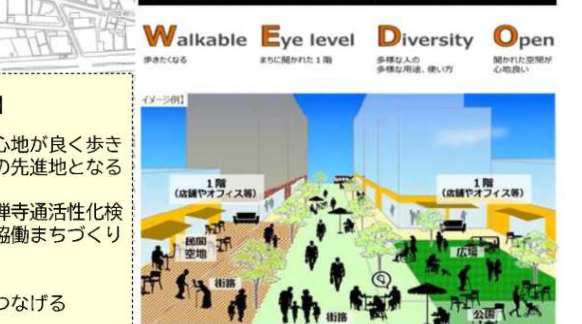 Walkable Eye level Diversity Open
歩きたくなる
まちに開かれた1階
多様な人の
多様な用途、使い方
開かれた空間が
心地良い
イメージ例】
】
心地が良く歩き
の先進地となる
禅寺通活性化検
協働まちづくり
つなげる
1階
(店舗やオフィス等)
1階
(店舗やオフィス等)
民間
空地
広場
街路
街路
公園